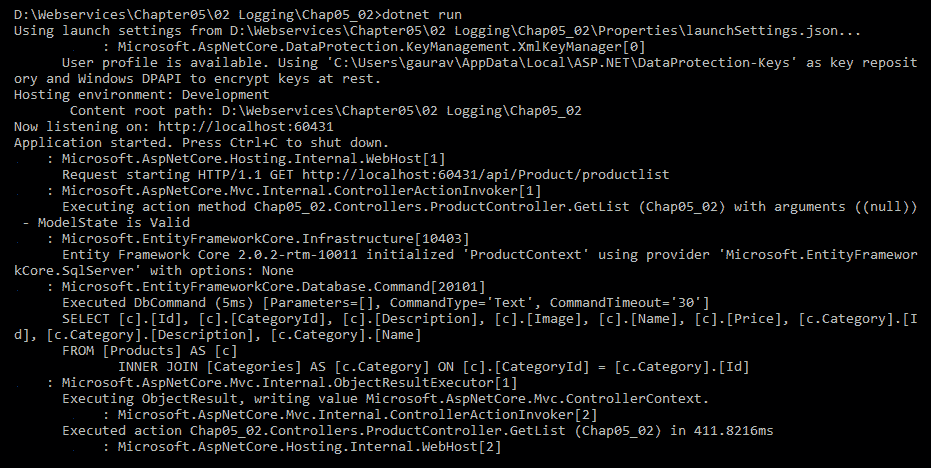 D:\Webservices\Chapter05\02 Logging\Chap05_02>dotnet run
Using launch settings from D:\Webservices\Chapter05\02 Logging\Chap05_02\Properties\launchSettings.json...
: Microsoft.AspNetCore.DataProtection.KeyManagement.XmlKeyManager[0]
User profile is available. Using 'C:\Users\gaurav\AppData\Local\ASP.NET\DataProtection-Keys' as key reposit
ory and Windows DPAPI to encrypt keys at rest.
Hosting environment: Development
Content root path: D:\Webservices\Chapter05\02 Logging\Chap05_02
Now listening on: http://localhost:60431
Application started. Press Ctrl+C to shut down.
: Microsoft.AspNetCore.Hosting.Internal.WebHost[1]
Request starting HTTP/1.1 GET http://localhost:60431/api/Product/productlist
: Microsoft.AspNetCore.Mvc.Internal.ControllerActionInvoker[1]
Executing action method Chap05_02.Controllers.ProductController.GetList (Chap05_02) with arguments ((null))
- ModelState is Valid
: Microsoft.EntityFrameworkCore.Infrastructure[10403]
Entity Framework Core 2.0.2-rtm-10011 initialized 'ProductContext' using provider 'Microsoft.EntityFramewor
kCore.SqlServer' with options: None
: Microsoft.EntityFrameworkCore.Database.Command[20101]
Executed DbCommand (5ms) [Parameters=[], CommandType='Text', CommandTimeout='30']
SELECT [c].[Id], [c].[CategoryId], [c].[Description], [c].[Image], [c].[Name], [c].[Price], [c.Category].[I
d], [c.Category].[Description], [c.Category].[Name]
FROM [Products] AS [c]
INNER JOIN [Categories] AS [c.Category] ON [c].[CategoryId] = [c.Category].[Id]
: Microsoft.AspNetCore.Mvc.Internal.ObjectResultExecutor[1]
Executing ObjectResult, writing value Microsoft.AspNetCore.Mvc.ControllerContext.
: Microsoft.AspNetCore.Mvc.Internal.ControllerActionInvoker[2]
Executed action Chap05_02.Controllers.ProductController.GetList (Chap05_02) in 411.8216ms
: Microsoft.AspNetCore.Hosting.Internal.WebHost[2]